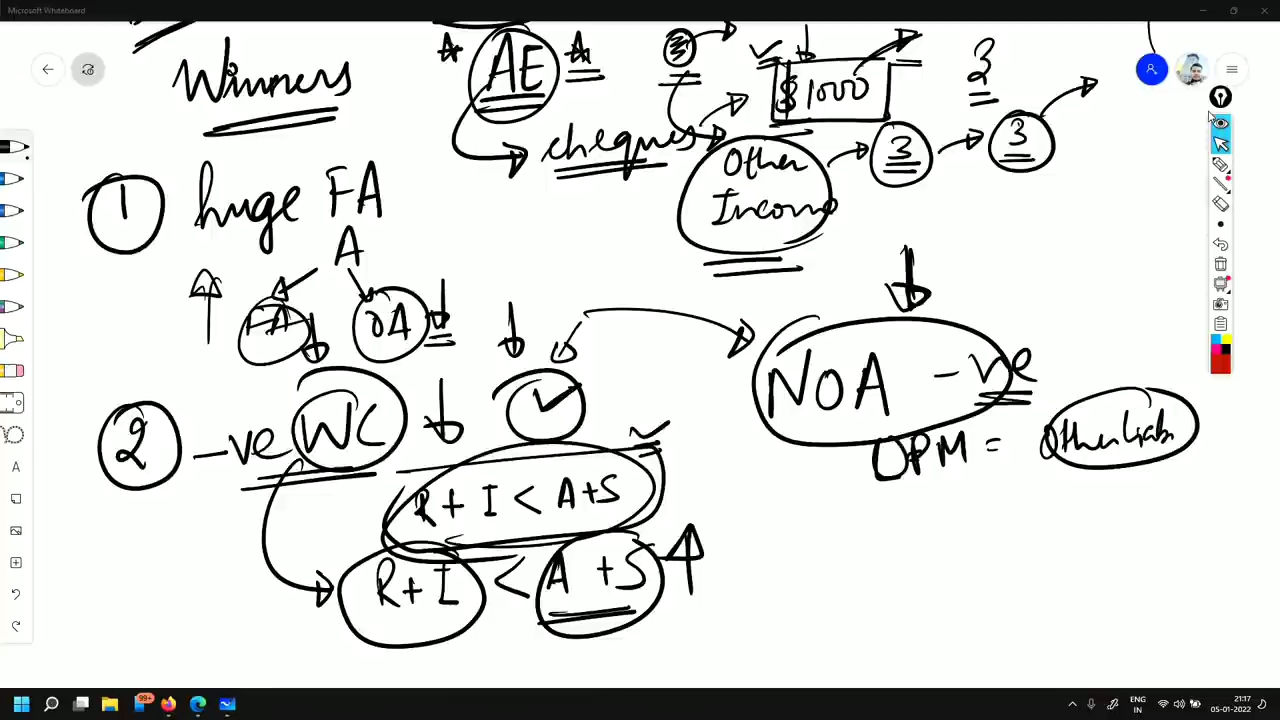 Microsoft Whiteboard
Winners
AE
3
$1000
3
cheques
Other
Income
3
3
1 huge FA
A
FA OA
2 -ve WC
NOA -ve
OPM = Other Liab
R+I < A+S
R+I < A+S
A
99+
ENG
IN
21:17
05-01-2022